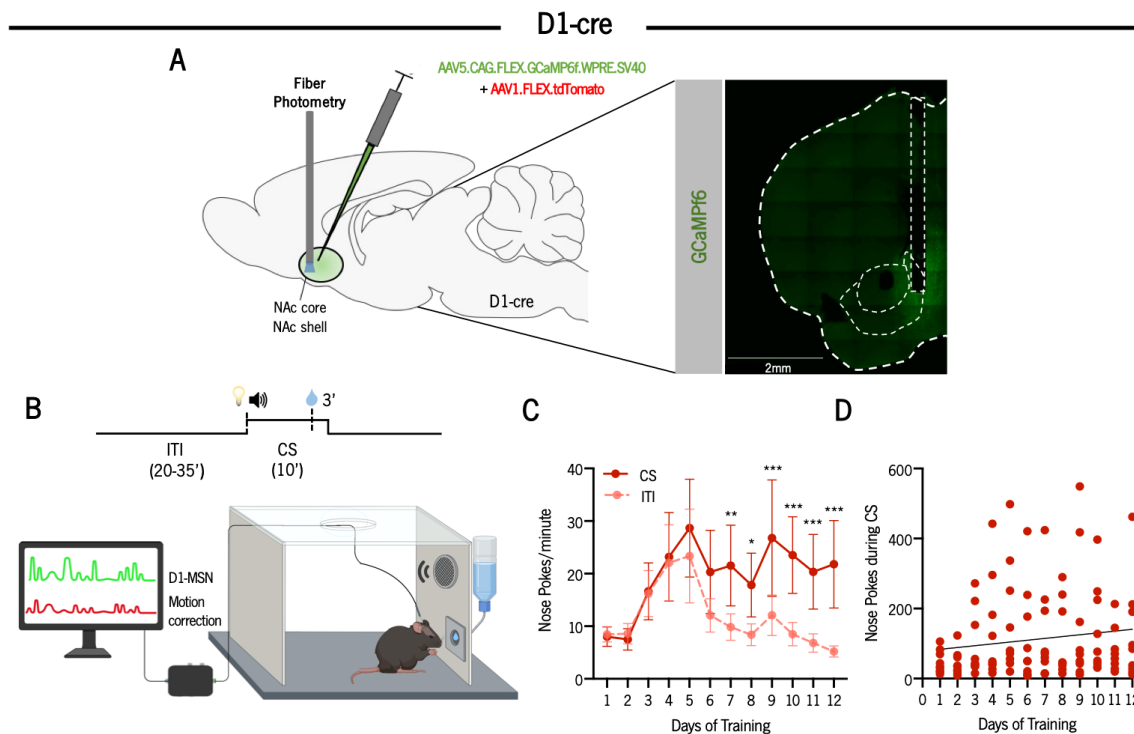 D1-cre
A
AAV5.CAG.FLEX.GCaMP6f.WPRE.SV40
+ AAV1.FLEX.tdTomato
Fiber
Photometry
NAc core
NAc shell
D1-cre
GCaMPf6
2mm
B
3'
ITI
(20-35')
CS
(10')
D1-MSN
Motion
correction
C
CS
ITI
** * *** *** *** ***
Nose Pokes/minute
40
30
20
10
0
1 2 3 4 5 6 7 8 9 10 11 12
Days of Training
D
Nose Pokes during CS
600
400
200
0
0 1 2 3 4 5 6 7 8 9 10 11 12
Days of Training